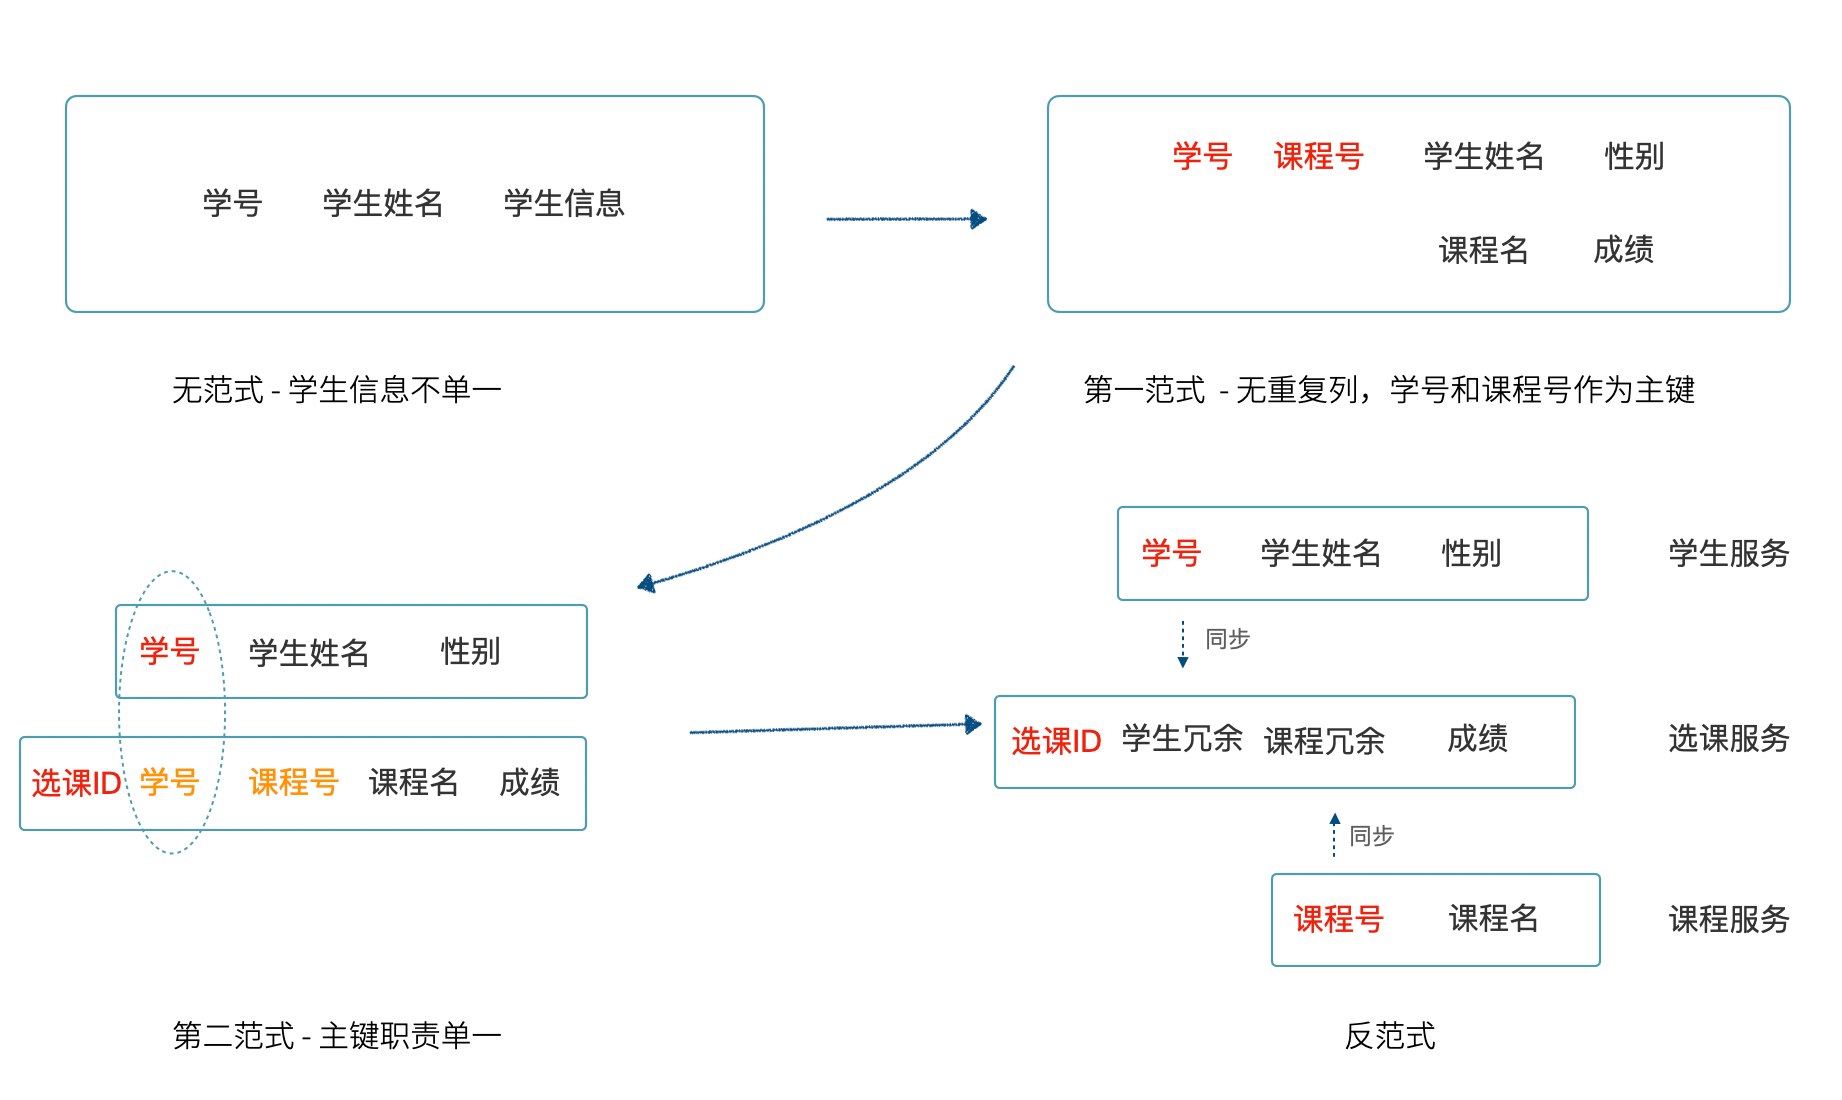 学号 学生姓名 学生信息
无范式 - 学生信息不单一
学号 课程号 学生姓名 性别
课程名 成绩
第一范式 - 无重复列，学号和课程号作为主键
学号 学生姓名 性别
选课ID 学号 课程号 课程名 成绩
第二范式 - 主键职责单一
学号 学生姓名 性别 学生服务
同步
选课ID 学生冗余 课程冗余 成绩 选课服务
同步
课程号 课程名 课程服务
反范式